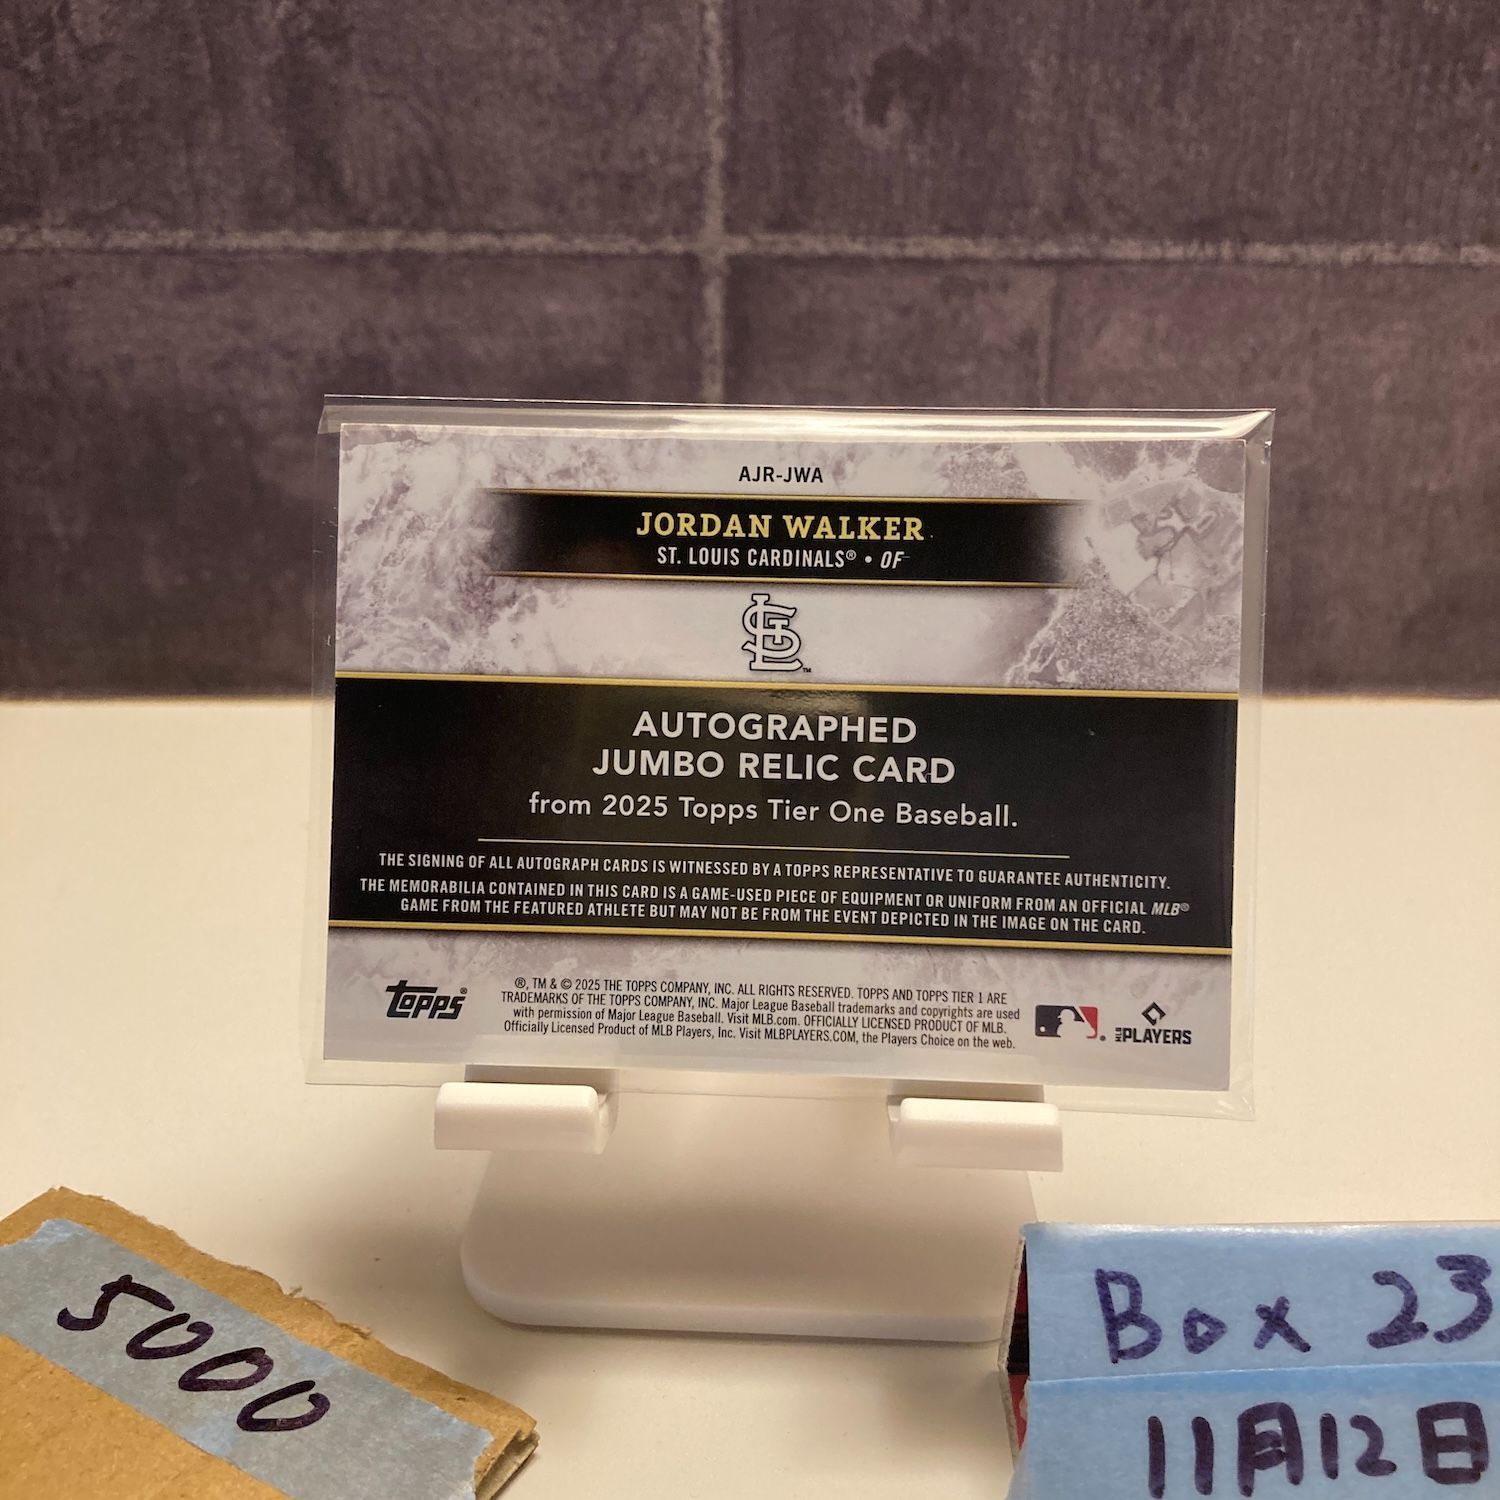 AJR-JWA
JORDAN WALKER
ST. LOUIS CARDINALS® • OF
STL™
AUTOGRAPHED
JUMBO RELIC CARD
from 2025 Topps Tier One Baseball.
THE SIGNING OF ALL AUTOGRAPH CARDS IS WITNESSED BY A TOPPS REPRESENTATIVE TO GUARANTEE AUTHENTICITY.
THE MEMORABILIA CONTAINED IN THIS CARD IS A GAME-USED PIECE OF EQUIPMENT OR UNIFORM FROM AN OFFICIAL MLB®
GAME FROM THE FEATURED ATHLETE BUT MAY NOT BE FROM THE EVENT DEPICTED IN THE IMAGE ON THE CARD.
TOPPS®
®, TM & © 2025 THE TOPPS COMPANY, INC. ALL RIGHTS RESERVED. TOPPS AND TOPPS TIER 1 ARE
TRADEMARKS OF THE TOPPS COMPANY, INC. Major League Baseball trademarks and copyrights are used
with permission of Major League Baseball. Visit MLB.com. OFFICIALLY LICENSED PRODUCT OF MLB.
Officially Licensed Product of MLB Players, Inc. Visit MLBPLAYERS.COM, the Players Choice on the web.
MLB PLAYERS
5000
Box 23
11月12日